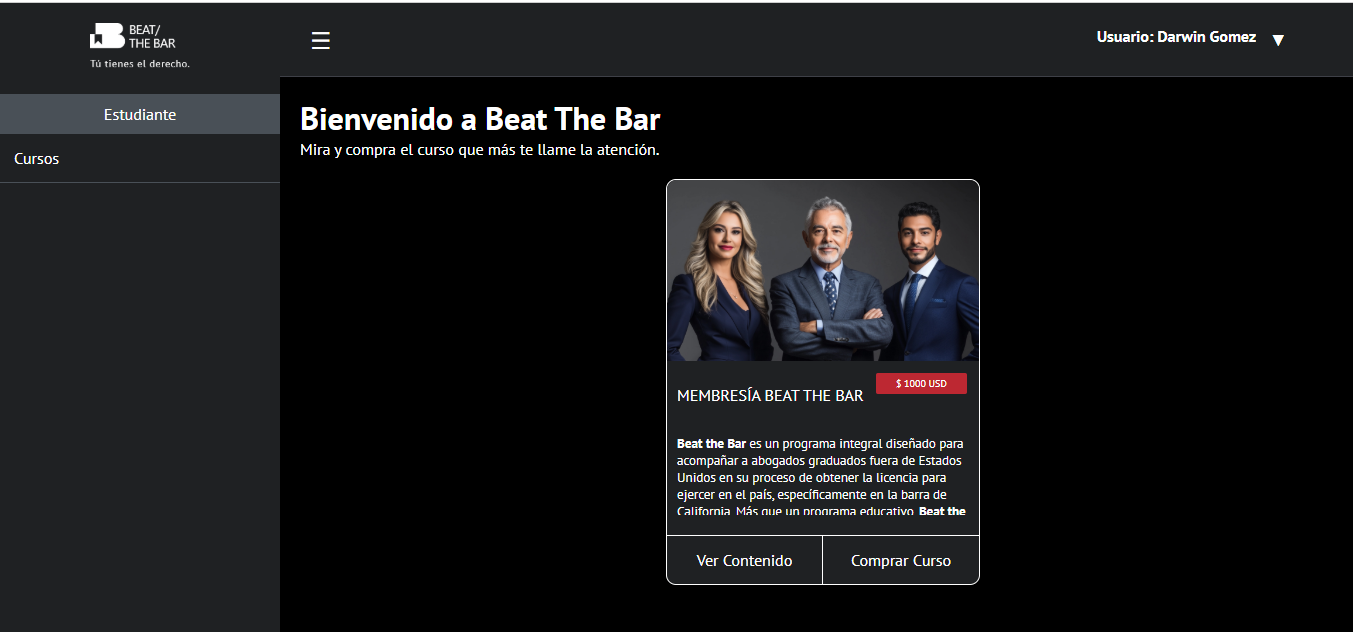 BEAT/
THE BAR
Tú tienes el derecho.
Usuario: Darwin Gomez
Estudiante
Cursos
Bienvenido a Beat The Bar
Mira y compra el curso que más te llame la atención.
$ 1000 USD
MEMBRESÍA BEAT THE BAR
Beat the Bar es un programa integral diseñado para
acompañar a abogados graduados fuera de Estados
Unidos en su proceso de obtener la licencia para
ejercer en el país, específicamente en la barra de
California. Más que un programa educativo, Beat the
Ver Contenido
Comprar Curso